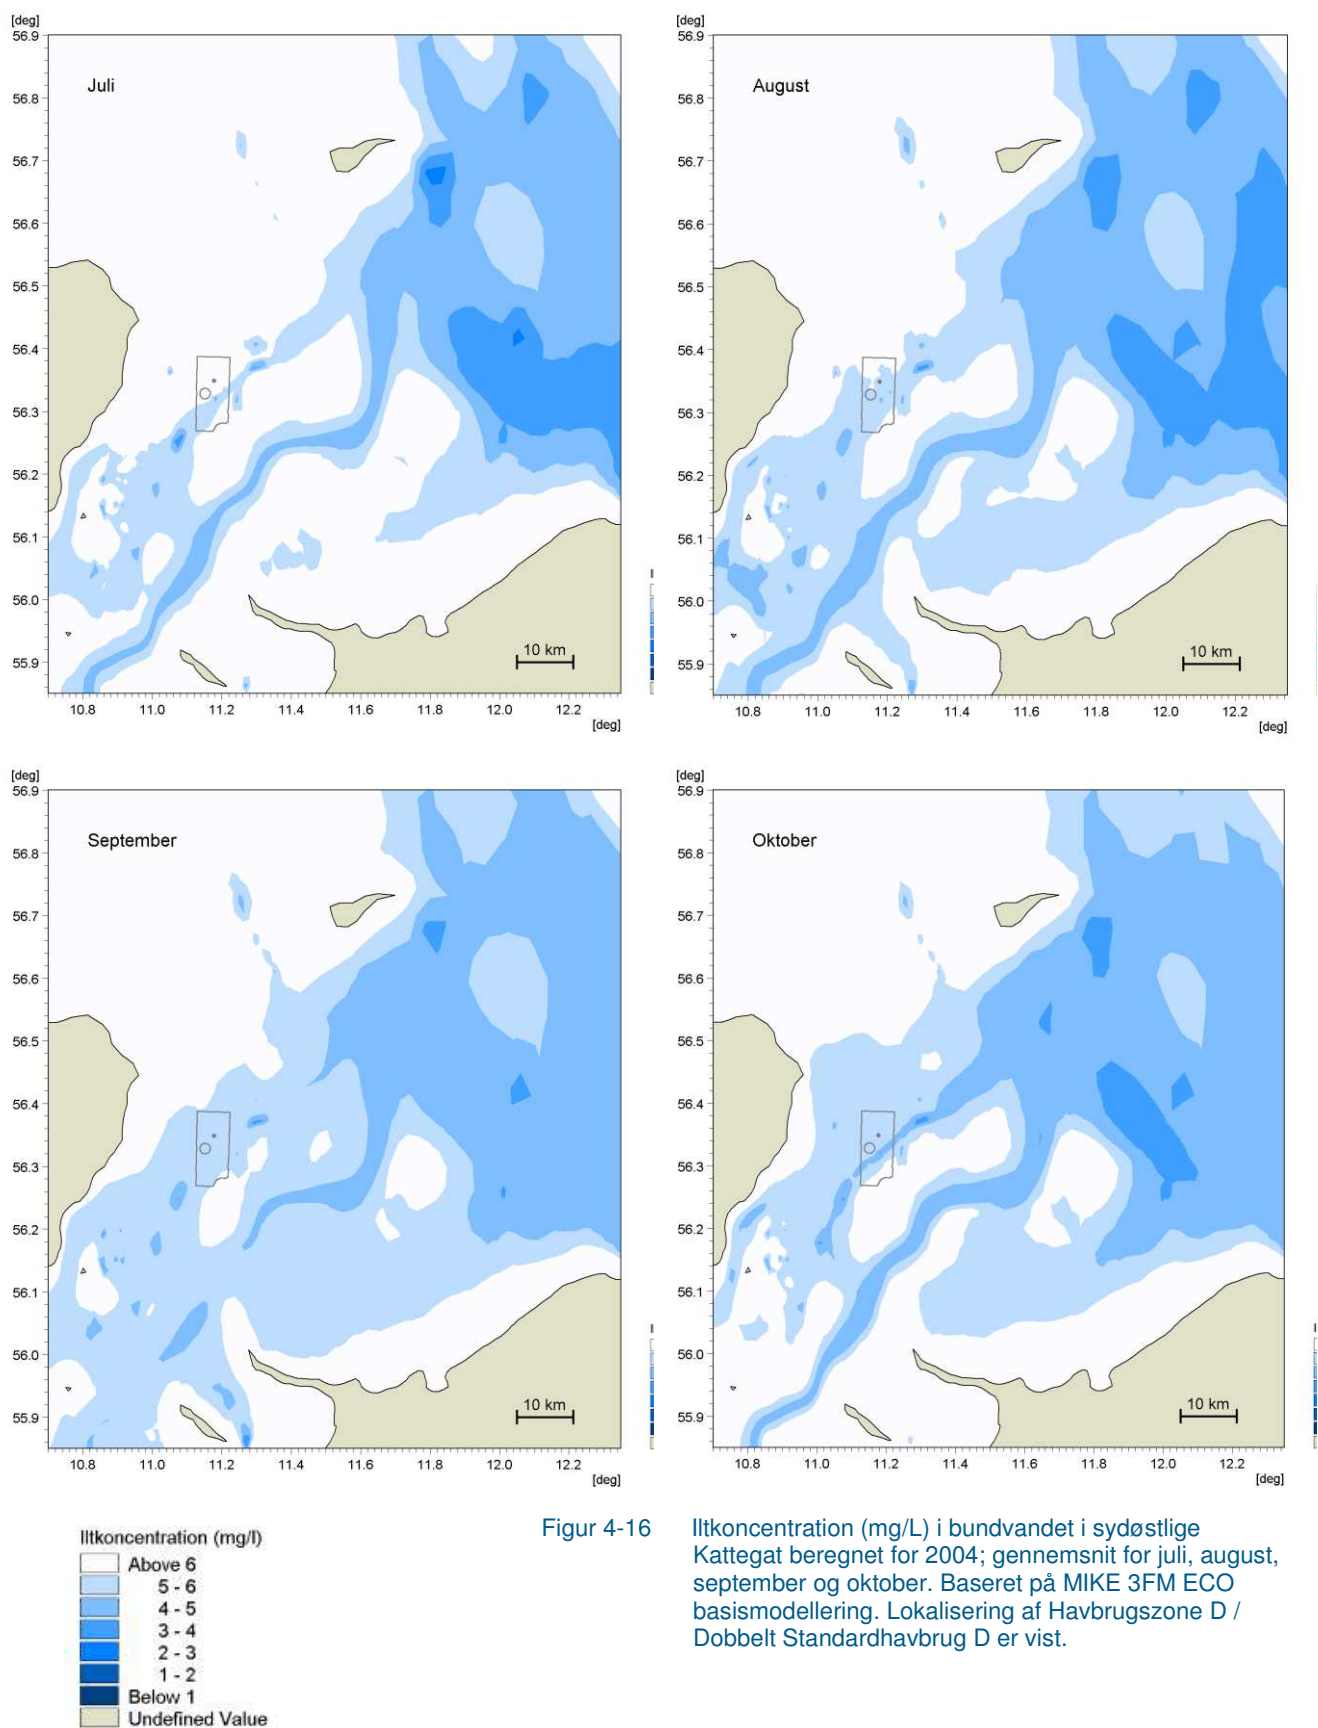 [deg]
56.9
56.8
56.7
56.6
56.5
56.4
56.3
56.2
56.1
56.0
55.9
Juli
10 km
10.8 11.0 11.2 11.4 11.6 11.8 12.0 12.2
[deg]
[deg]
56.9
56.8
56.7
56.6
56.5
56.4
56.3
56.2
56.1
56.0
55.9
August
10 km
10.8 11.0 11.2 11.4 11.6 11.8 12.0 12.2
[deg]
[deg]
56.9
56.8
56.7
56.6
56.5
56.4
56.3
56.2
56.1
56.0
55.9
September
10 km
10.8 11.0 11.2 11.4 11.6 11.8 12.0 12.2
[deg]
[deg]
56.9
56.8
56.7
56.6
56.5
56.4
56.3
56.2
56.1
56.0
55.9
Oktober
10 km
10.8 11.0 11.2 11.4 11.6 11.8 12.0 12.2
[deg]
Iltkoncentration (mg/l)
Above 6
5 - 6
4 - 5
3 - 4
2 - 3
1 - 2
Below 1
Undefined Value
Figur 4-16 Iltkoncentration (mg/L) i bundvandet i sydøstlige
Kattegat beregnet for 2004; gennemsnit for juli, august,
september og oktober. Baseret på MIKE 3FM ECO
basismodellering. Lokalisering af Havbrugszone D /
Dobbelt Standardhavbrug D er vist.